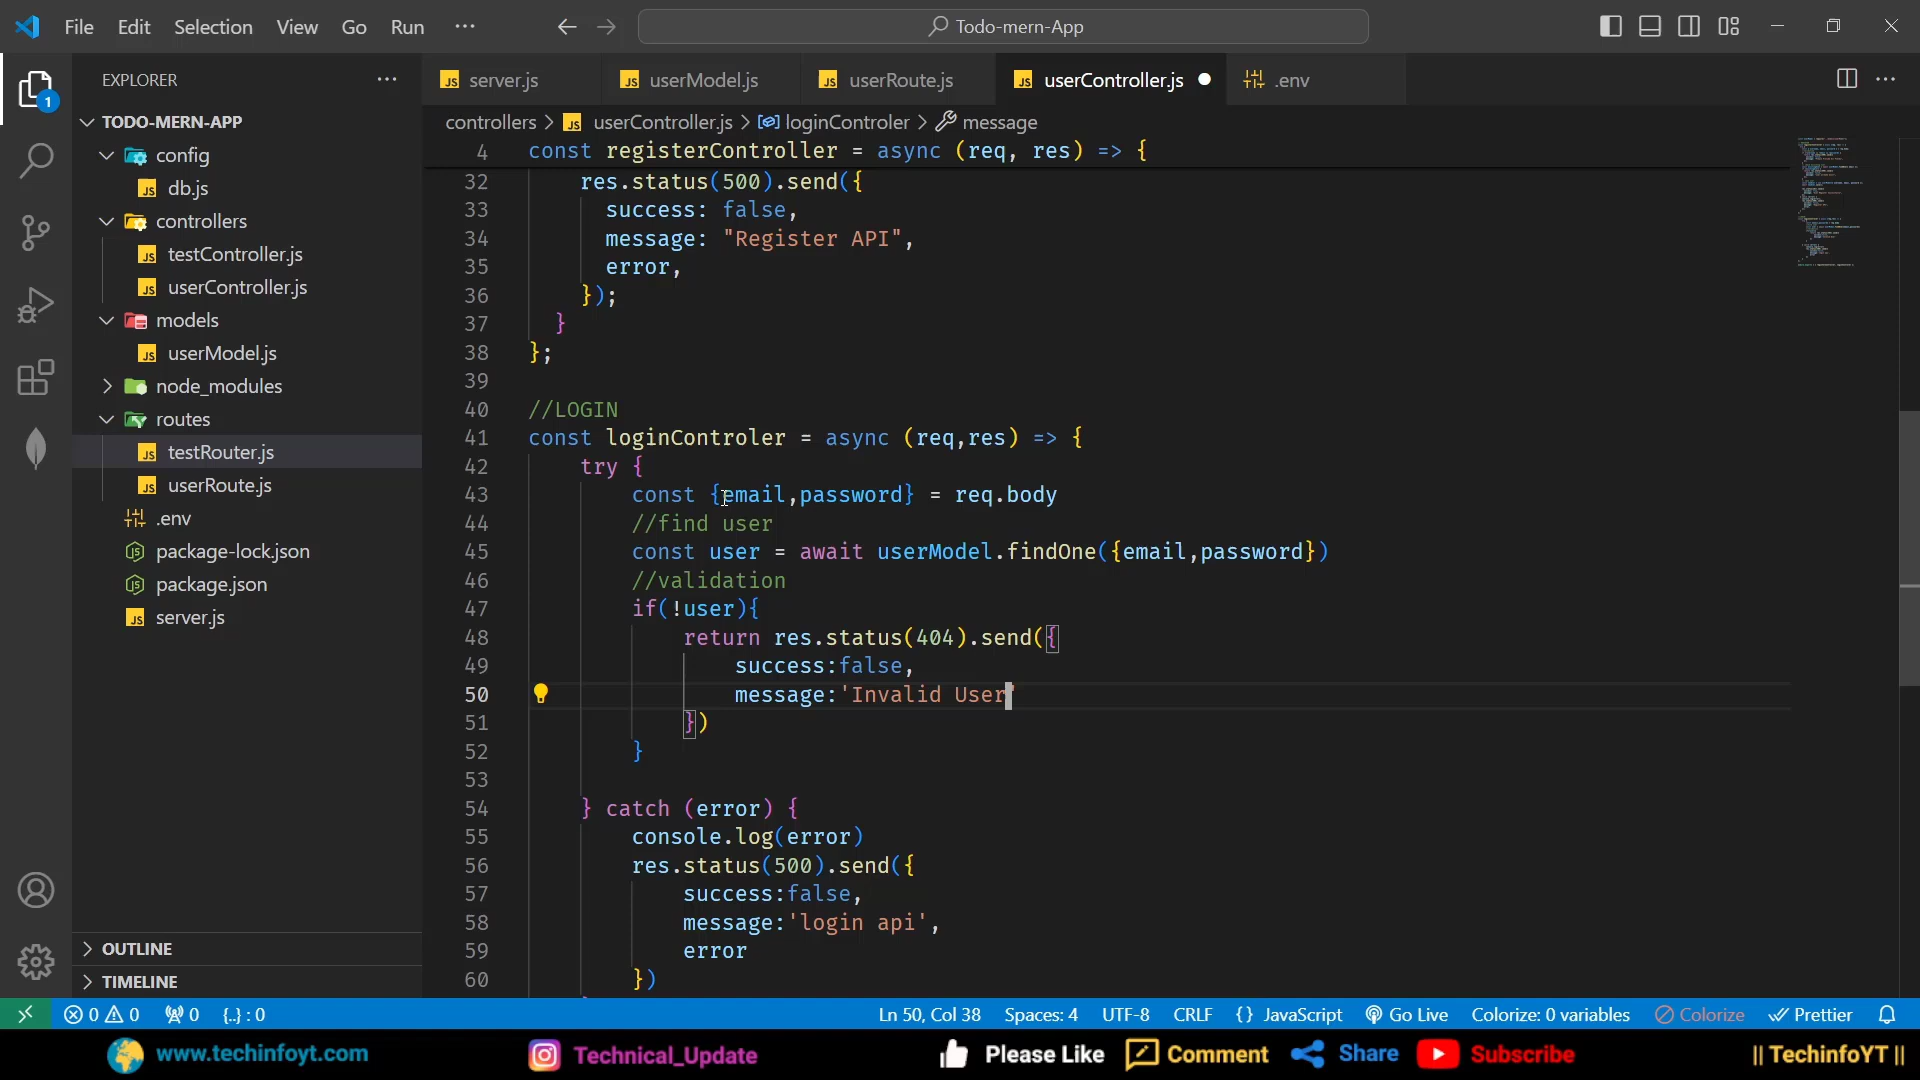 File Edit Selection View Go Run ···
Todo-mern-App
EXPLORER ···
server.js
userModel.js
userRoute.js
userController.js
.env
1
controllers > userController.js > loginControler > message
TODO-MERN-APP
config
db.js
controllers
testController.js
userController.js
models
userModel.js
node_modules
routes
testRouter.js
userRoute.js
.env
package-lock.json
package.json
server.js
OUTLINE
TIMELINE
4 const registerController = async (req, res) => {
32 res.status(500).send({
33 success: false,
34 message: "Register API",
35 error,
36 });
37 }
38 };
39
40 //LOGIN
41 const loginControler = async (req,res) => {
42 try {
43 const {email,password} = req.body
44 //find user
45 const user = await userModel.findOne({email,password})
46 //validation
47 if(!user){
48 return res.status(404).send({
49 success:false,
50 message:'Invalid User'
51 })
52 }
53
54 } catch (error) {
55 console.log(error)
56 res.status(500).send({
57 success:false,
58 message:'login api',
59 error
60 })
0 0 0 {..} : 0 Ln 50, Col 38 Spaces: 4 UTF-8 CRLF {} JavaScript Go Live Colorize: 0 variables Colorize Prettier
www.techinfoyt.com Technical_Update Please Like Comment Share Subscribe || TechinfoYT ||